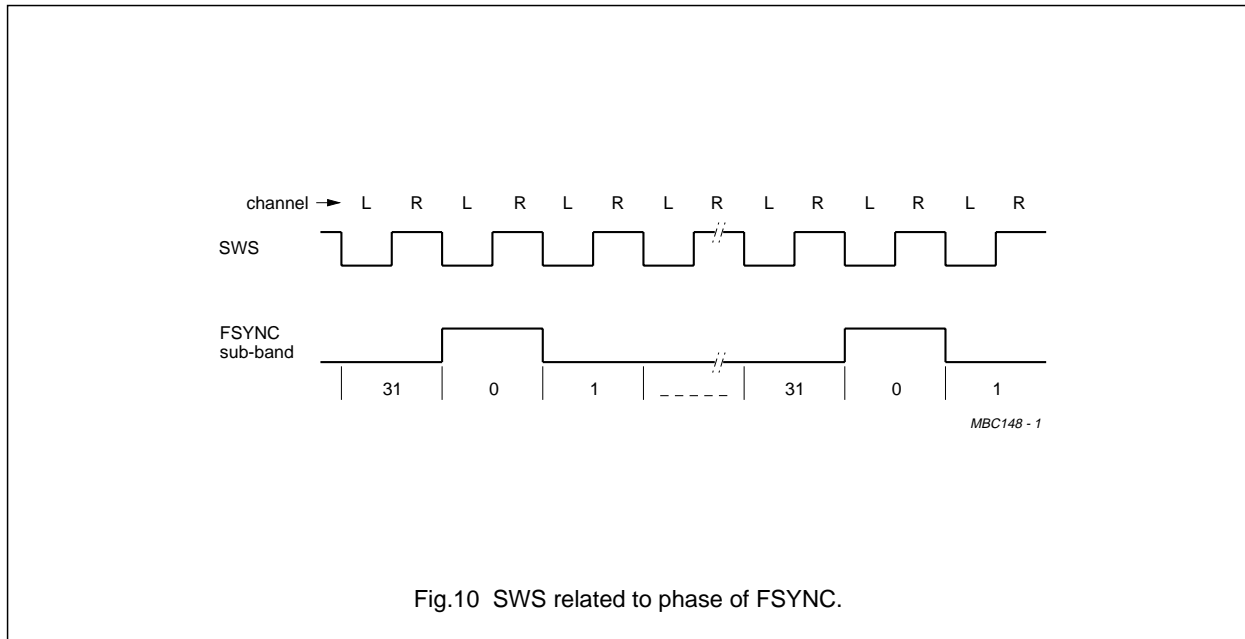 channel → L R L R L R L R L R L R L R
SWS
FSYNC
sub-band
31 0 1 _ _ _ _ _ 31 0 1
MBC148 - 1
Fig.10 SWS related to phase of FSYNC.